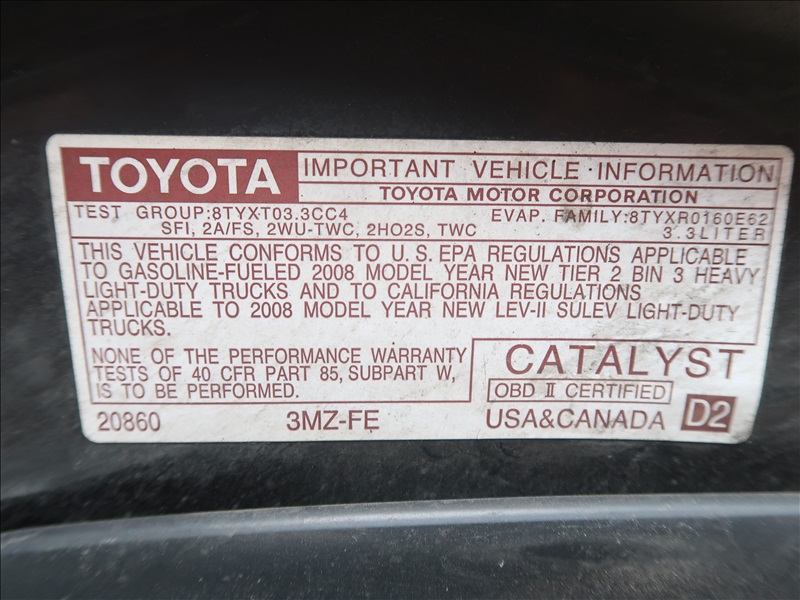 TOYOTA
IMPORTANT VEHICLE INFORMATION
TOYOTA MOTOR CORPORATION
TEST GROUP:8TYXT03.3CC4 EVAP. FAMILY:8TYXR0160E62
SFI, 2A/FS, 2WU-TWC, 2HO2S, TWC 3.3LITER
THIS VEHICLE CONFORMS TO U.S. EPA REGULATIONS APPLICABLE
TO GASOLINE-FUELED 2008 MODEL YEAR NEW TIER 2 BIN 3 HEAVY
LIGHT-DUTY TRUCKS AND TO CALIFORNIA REGULATIONS
APPLICABLE TO 2008 MODEL YEAR NEW LEV-II SULEV LIGHT-DUTY
TRUCKS.
NONE OF THE PERFORMANCE WARRANTY
TESTS OF 40 CFR PART 85, SUBPART W,
IS TO BE PERFORMED.
CATALYST
OBD II CERTIFIED
20860 3MZ-FE USA&CANADA D2